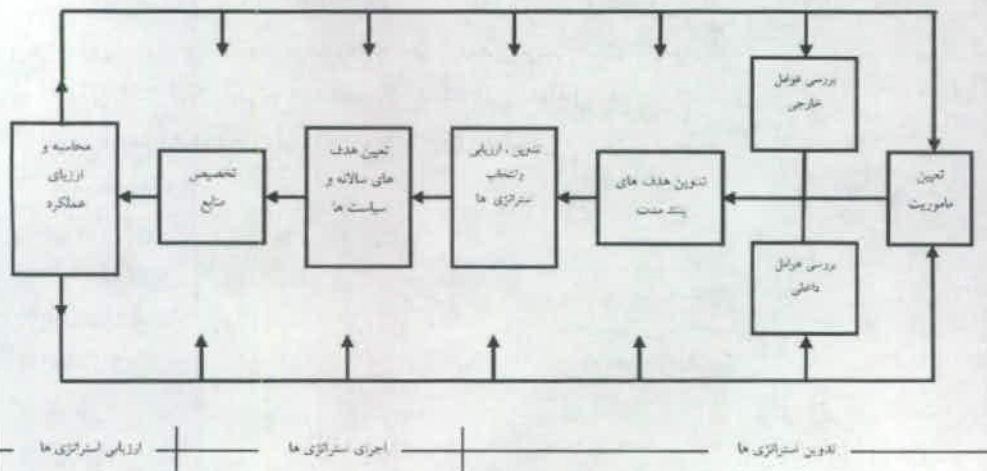 بررسی عوامل
خارجی
تعیین
ماموریت
بررسی عوامل
داخلی
تدوین هدف های
بلند مدت
تدوین ، ارزیابی
وانتخاب
استراتژی ها
تعیین هدف
های سالانه و
سیاست ها
تخصیص
منابع
محاسبه و
ارزیابی
عملکرد
تدوین استراتژی ها
اجرای ستراتژی ها
ارزیابی استراتژی ها